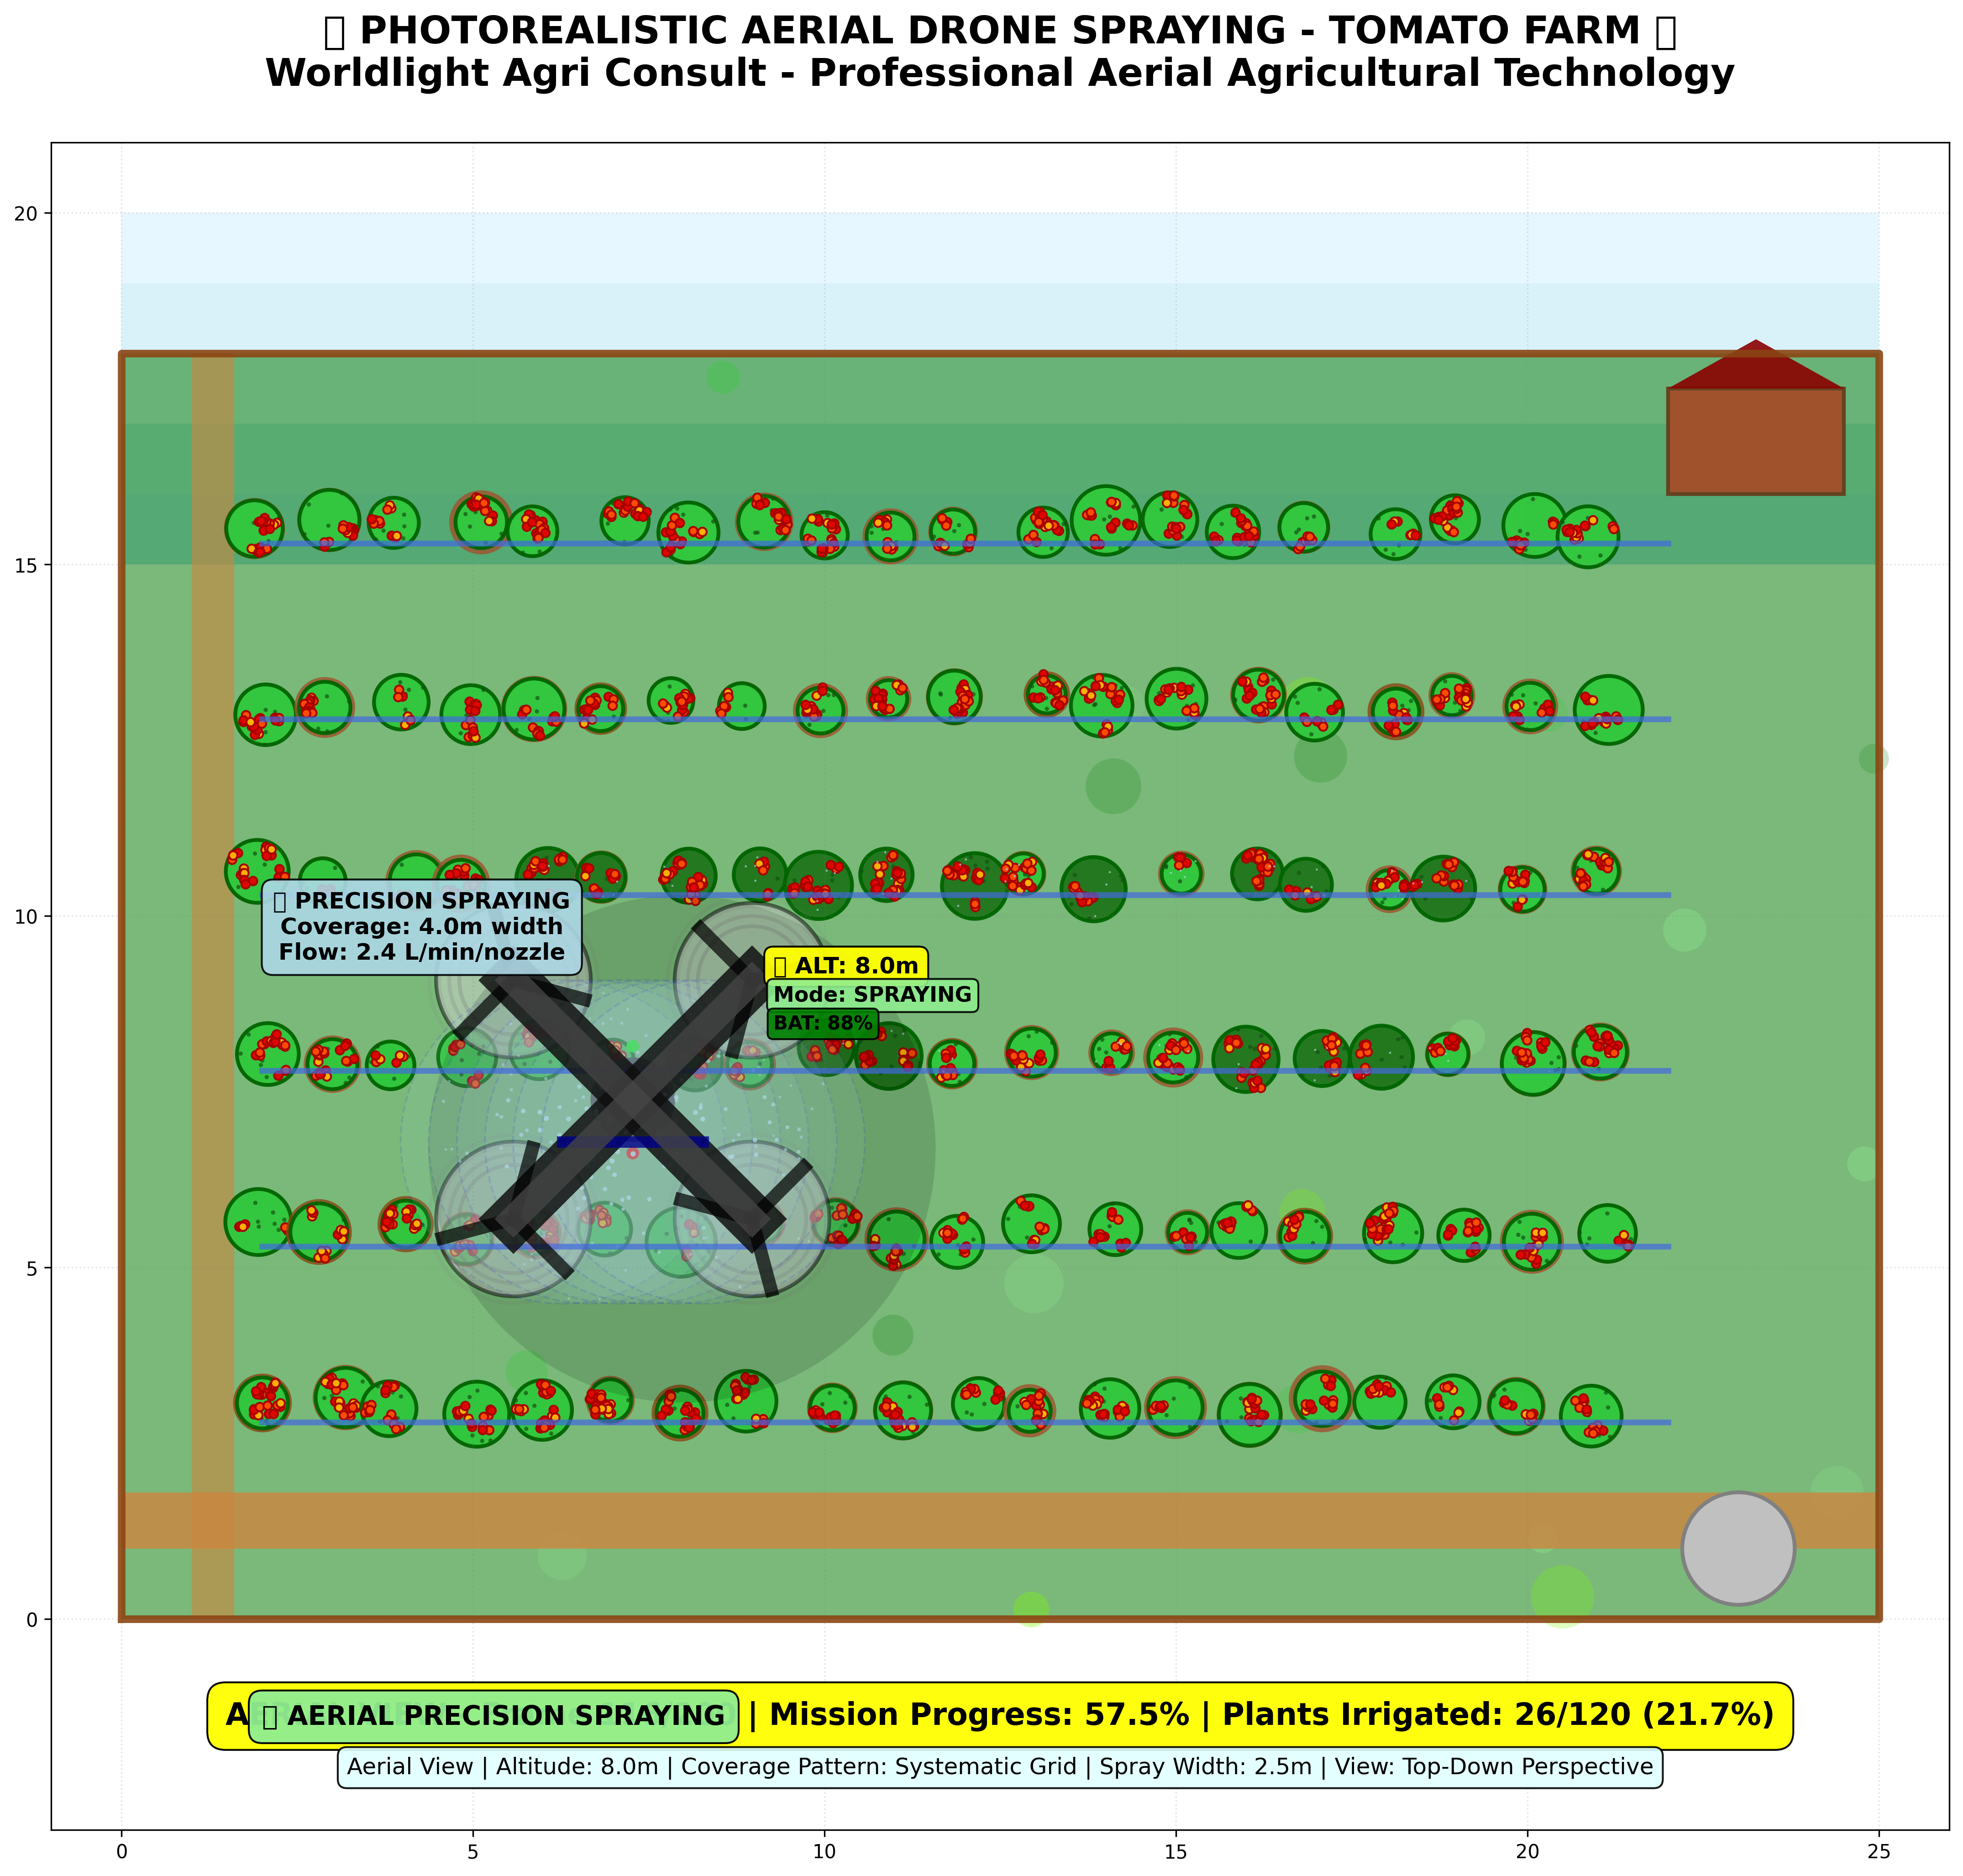 ▯ PHOTOREALISTIC AERIAL DRONE SPRAYING - TOMATO FARM ▯
Worldlight Agri Consult - Professional Aerial Agricultural Technology
20
15
10
5
0
▯ PRECISION SPRAYING
Coverage: 4.0m width
Flow: 2.4 L/min/nozzle
▯ ALT: 8.0m
Mode: SPRAYING
BAT: 88%
▯ AERIAL PRECISION SPRAYING
| Mission Progress: 57.5% | Plants Irrigated: 26/120 (21.7%)
Aerial View | Altitude: 8.0m | Coverage Pattern: Systematic Grid | Spray Width: 2.5m | View: Top-Down Perspective
0 5 10 15 20 25